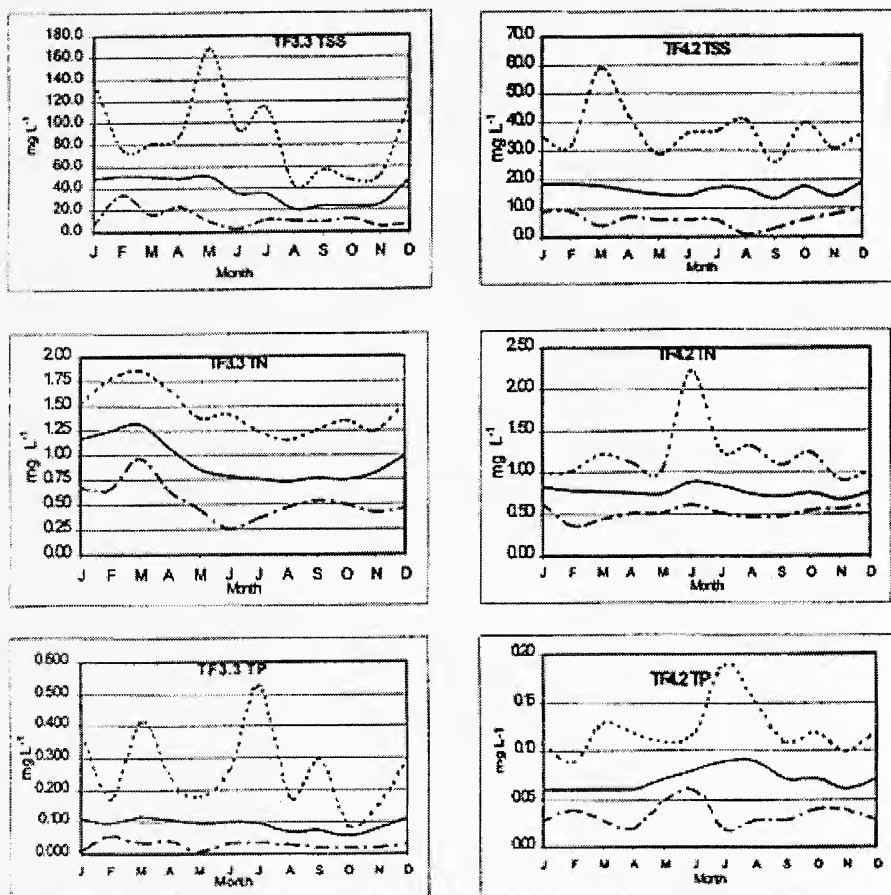 TF3.3 TSS
180.0
160.0
140.0
120.0
100.0
80.0
60.0
40.0
20.0
0.0
mg L⁻¹
J F M A M J J A S O N D
Month
TF4.2 TSS
70.0
60.0
50.0
40.0
30.0
20.0
10.0
0.0
mg L⁻¹
J F M A M J J A S O N D
Month
TF3.3 TN
2.00
1.75
1.50
1.25
1.00
0.75
0.50
0.25
0.00
mg L⁻¹
J F M A M J J A S O N D
Month
TF4.2 TN
2.50
2.00
1.50
1.00
0.50
0.00
mg L⁻¹
J F M A M J J A S O N D
Month
TF3.3 TP
0.600
0.500
0.400
0.300
0.200
0.100
0.000
mg L⁻¹
J F M A M J J A S O N D
Month
TF4.2 TP
0.20
0.15
0.10
0.05
0.00
mg L-1
J F M A M J J A S O N D
Month